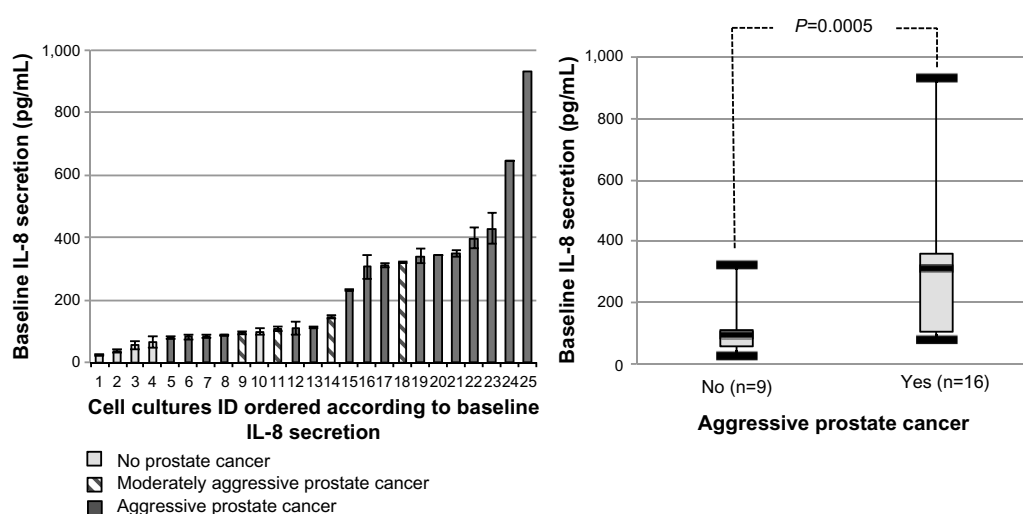 1,000
800
600
400
200
0
Baseline IL-8 secretion (pg/mL)
1 2 3 4 5 6 7 8 9 10 11 12 13 14 15 16 17 18 19 20 21 22 23 24 25
Cell cultures ID ordered according to baseline
IL-8 secretion
No prostate cancer
Moderately aggressive prostate cancer
Aggressive prostate cancer
P=0.0005
1,000
800
600
400
200
0
Baseline IL-8 secretion (pg/mL)
No (n=9) Yes (n=16)
Aggressive prostate cancer